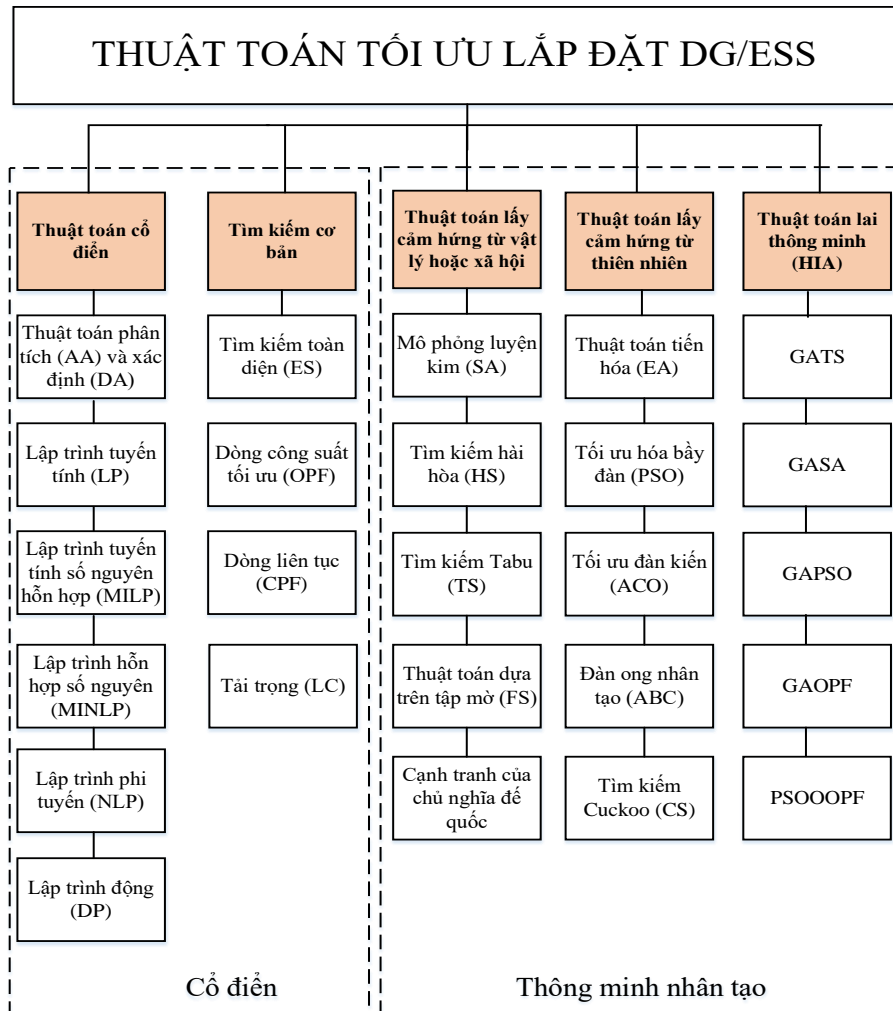 THUẬT TOÁN TỐI ƯU LẮP ĐẶT DG/ESS
Thuật toán cổ
điển
Thuật toán phân
tích (AA) và xác
định (DA)
Lập trình tuyến
tính (LP)
Lập trình tuyến
tính số nguyên
hỗn hợp (MILP)
Lập trình hỗn
hợp số nguyên
(MINLP)
Lập trình phi
tuyến (NLP)
Lập trình động
(DP)
Tìm kiếm cơ
bản
Tìm kiếm toàn
diện (ES)
Dòng công suất
tối ưu (OPF)
Dòng liên tục
(CPF)
Tải trọng (LC)
Cổ điển
Thuật toán lấy
cảm hứng từ vật
lý hoặc xã hội
Mô phỏng luyện
kim (SA)
Tìm kiếm hài
hòa (HS)
Tìm kiếm Tabu
(TS)
Thuật toán dựa
trên tập mờ (FS)
Cạnh tranh của
chủ nghĩa đế
quốc
Thuật toán lấy
cảm hứng từ
thiên nhiên
Thuật toán tiến
hóa (EA)
Tối ưu hóa bầy
đàn (PSO)
Tối ưu đàn kiến
(ACO)
Đàn ong nhân
tạo (ABC)
Tìm kiếm
Cuckoo (CS)
Thuật toán lai
thông minh
(HIA)
GATS
GASA
GAPSO
GAOPF
PSOOOPF
Thông minh nhân tạo